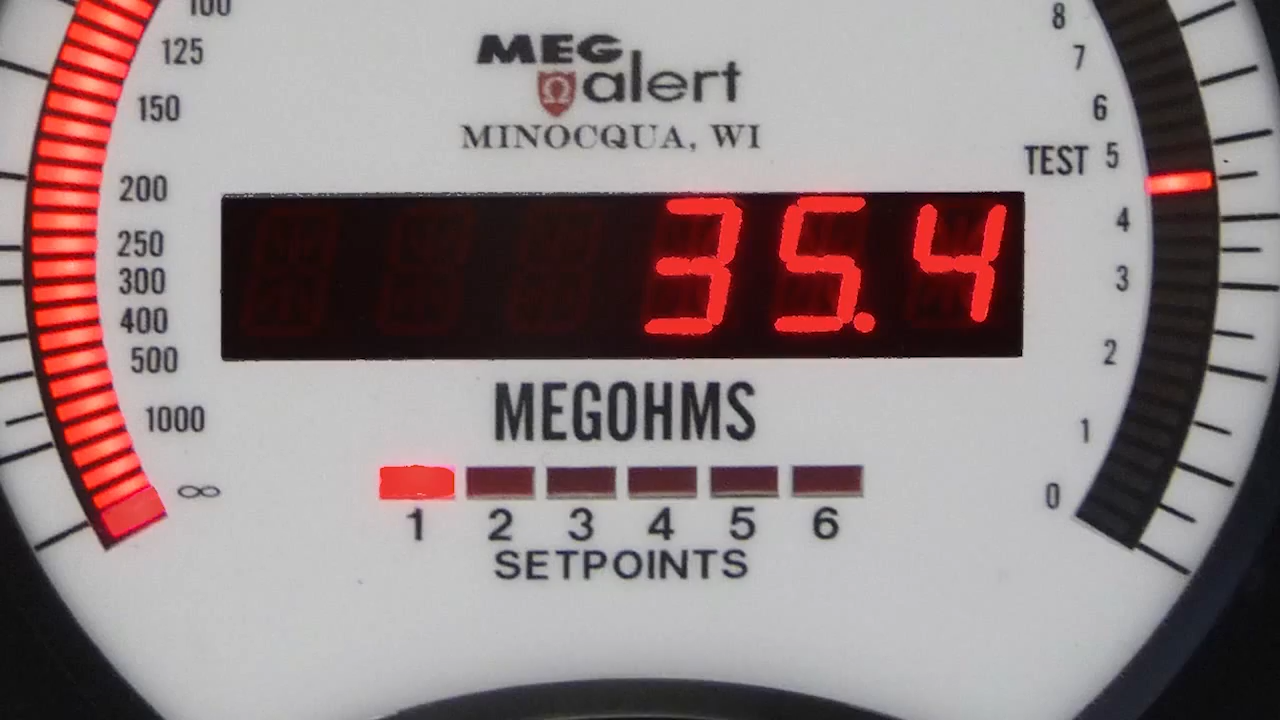 100
125
150
200
250
300
400
500
1000
∞
MEG
Ω alert
MINOCQUA, WI
35.4
MEGOHMS
1 2 3 4 5 6
SETPOINTS
8
7
6
TEST 5
4
3
2
1
0